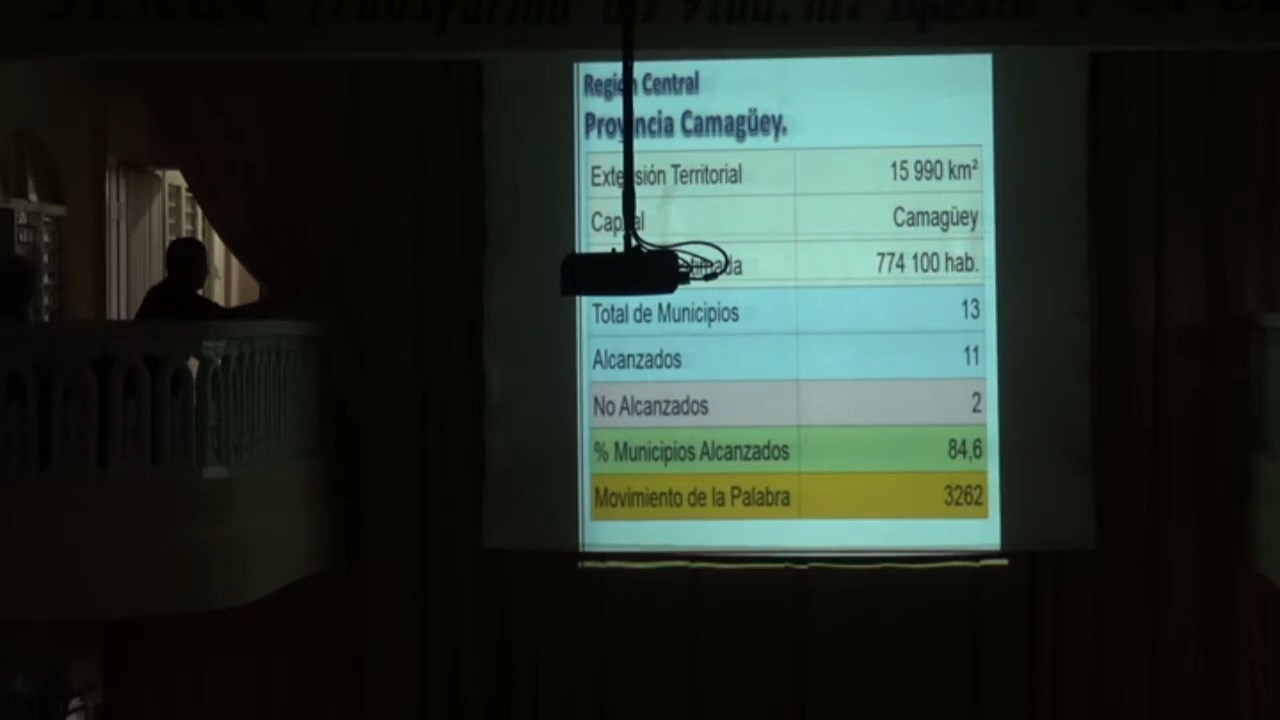 Región Central
Provincia Camagüey.
Extensión Territorial 15 990 km²
Capital Camagüey
774 100 hab.
Total de Municipios 13
Alcanzados 11
No Alcanzados 2
% Municipios Alcanzados 84,6
Movimiento de la Palabra 3262